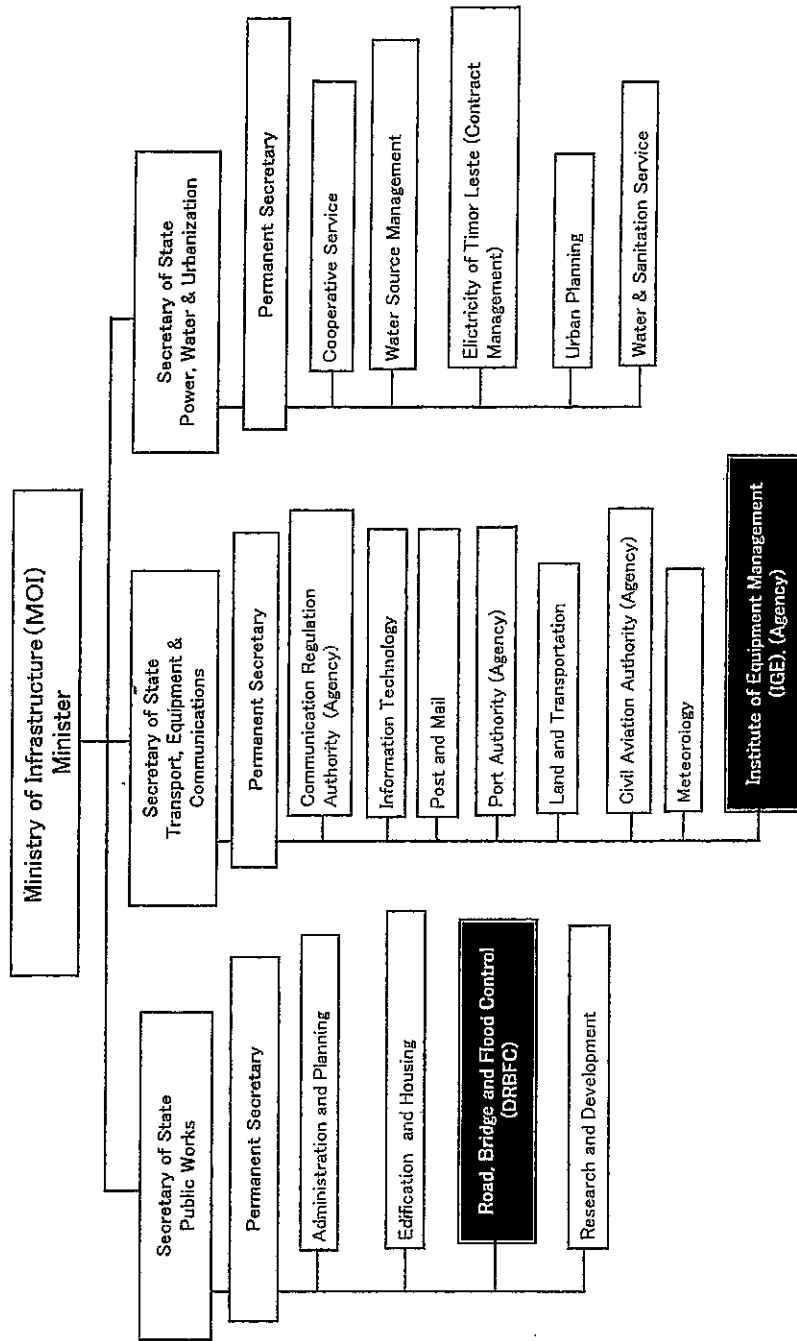 Ministry of Infrastructure (MOI)
Minister
Secretary of State
Public Works
Permanent Secretary
Administration and Planning
Edification and Housing
Road, Bridge and Flood Control
(DRBFC)
Research and Development
Secretary of State
Transport, Equipment &
Communications
Permanent Secretary
Communication Regulation
Authority (Agency)
Information Technology
Post and Mail
Port Authority (Agency)
Land and Transportation
Civil Aviation Authority (Agency)
Meteorology
Institute of Equipment Management
(IGE). (Agency)
Secretary of State
Power, Water & Urbanization
Permanent Secretary
Cooperative Service
Water Source Management
Elictricity of Timor Leste (Contract
Management)
Urban Planning
Water & Sanitation Service